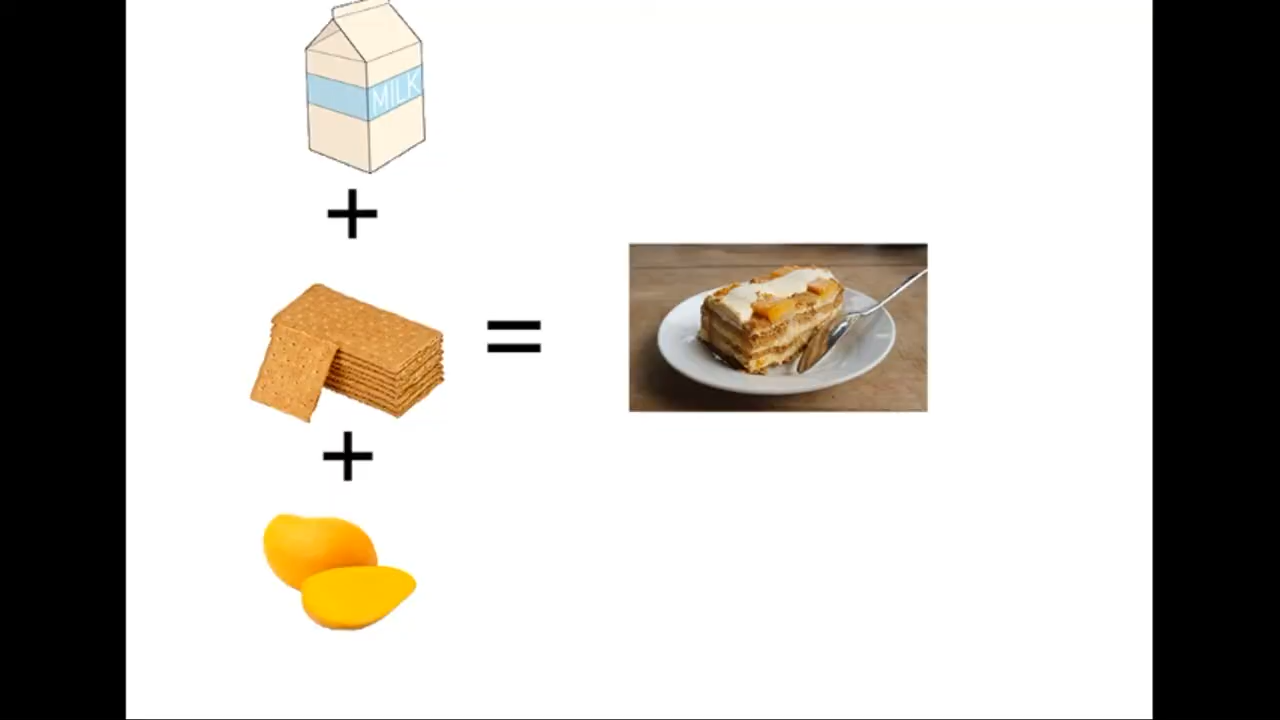 MILK
+
+
=